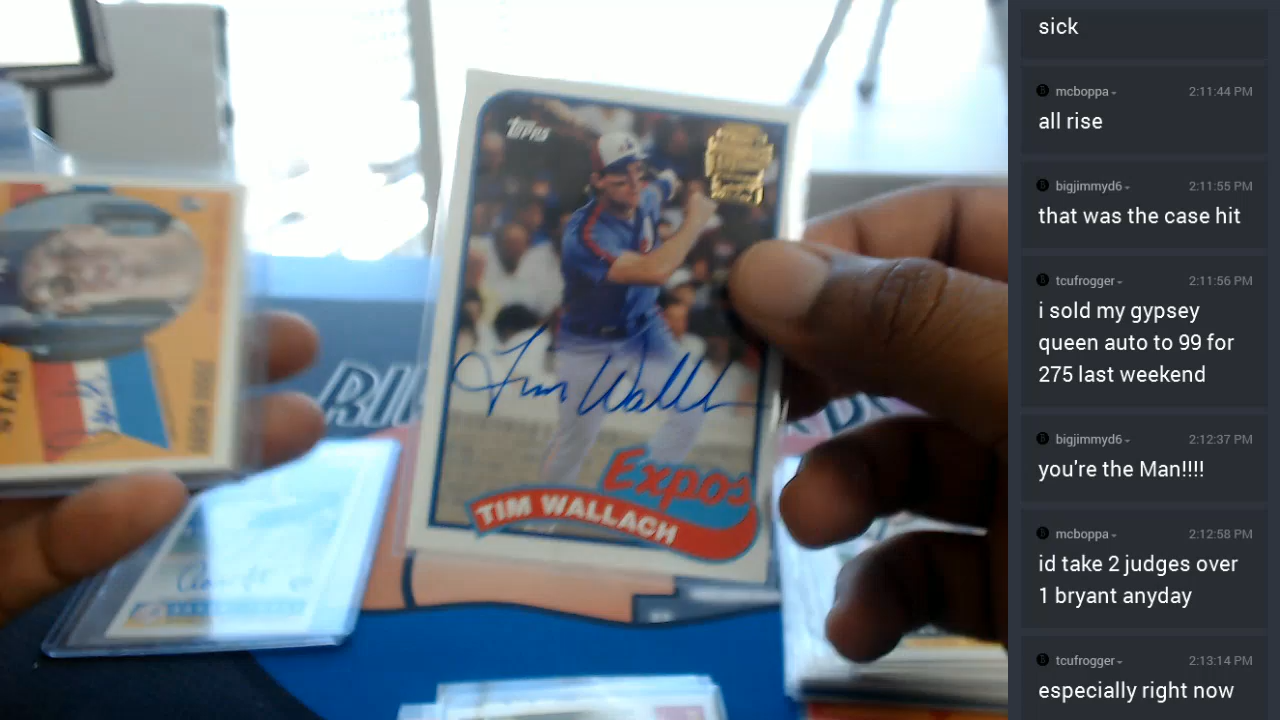 TOPPS
Tim Wallach
Expos
TIM WALLACH
STAR
sick
mcboppa
2:11:44 PM
all rise
bigjimmyd6
2:11:55 PM
that was the case hit
tcufrogger
2:11:56 PM
i sold my gypsey
queen auto to 99 for
275 last weekend
bigjimmyd6
2:12:37 PM
you're the Man!!!!
mcboppa
2:12:58 PM
id take 2 judges over
1 bryant anyday
tcufrogger
2:13:14 PM
especially right now